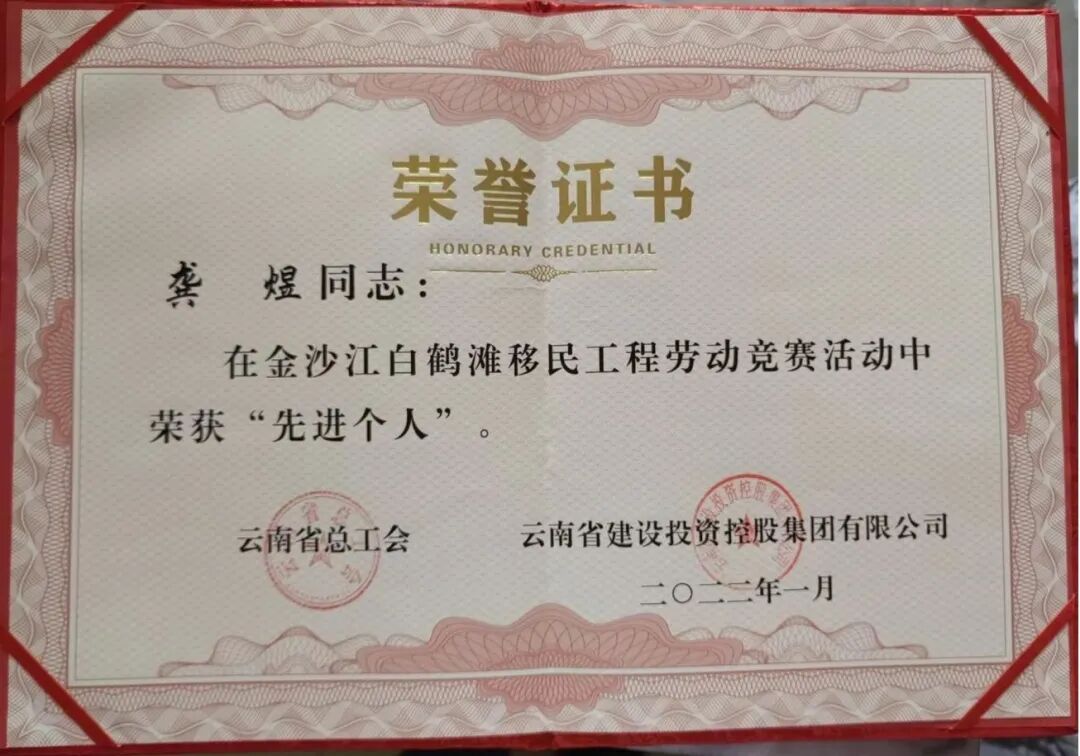 荣誉证书
HONORARY CREDENTIAL
龚 煜同志：
在金沙江白鹤滩移民工程劳动竞赛活动中
荣获“先进个人”。
云南省总工会
云南省建设投资控股集团有限公司
二〇二二年一月